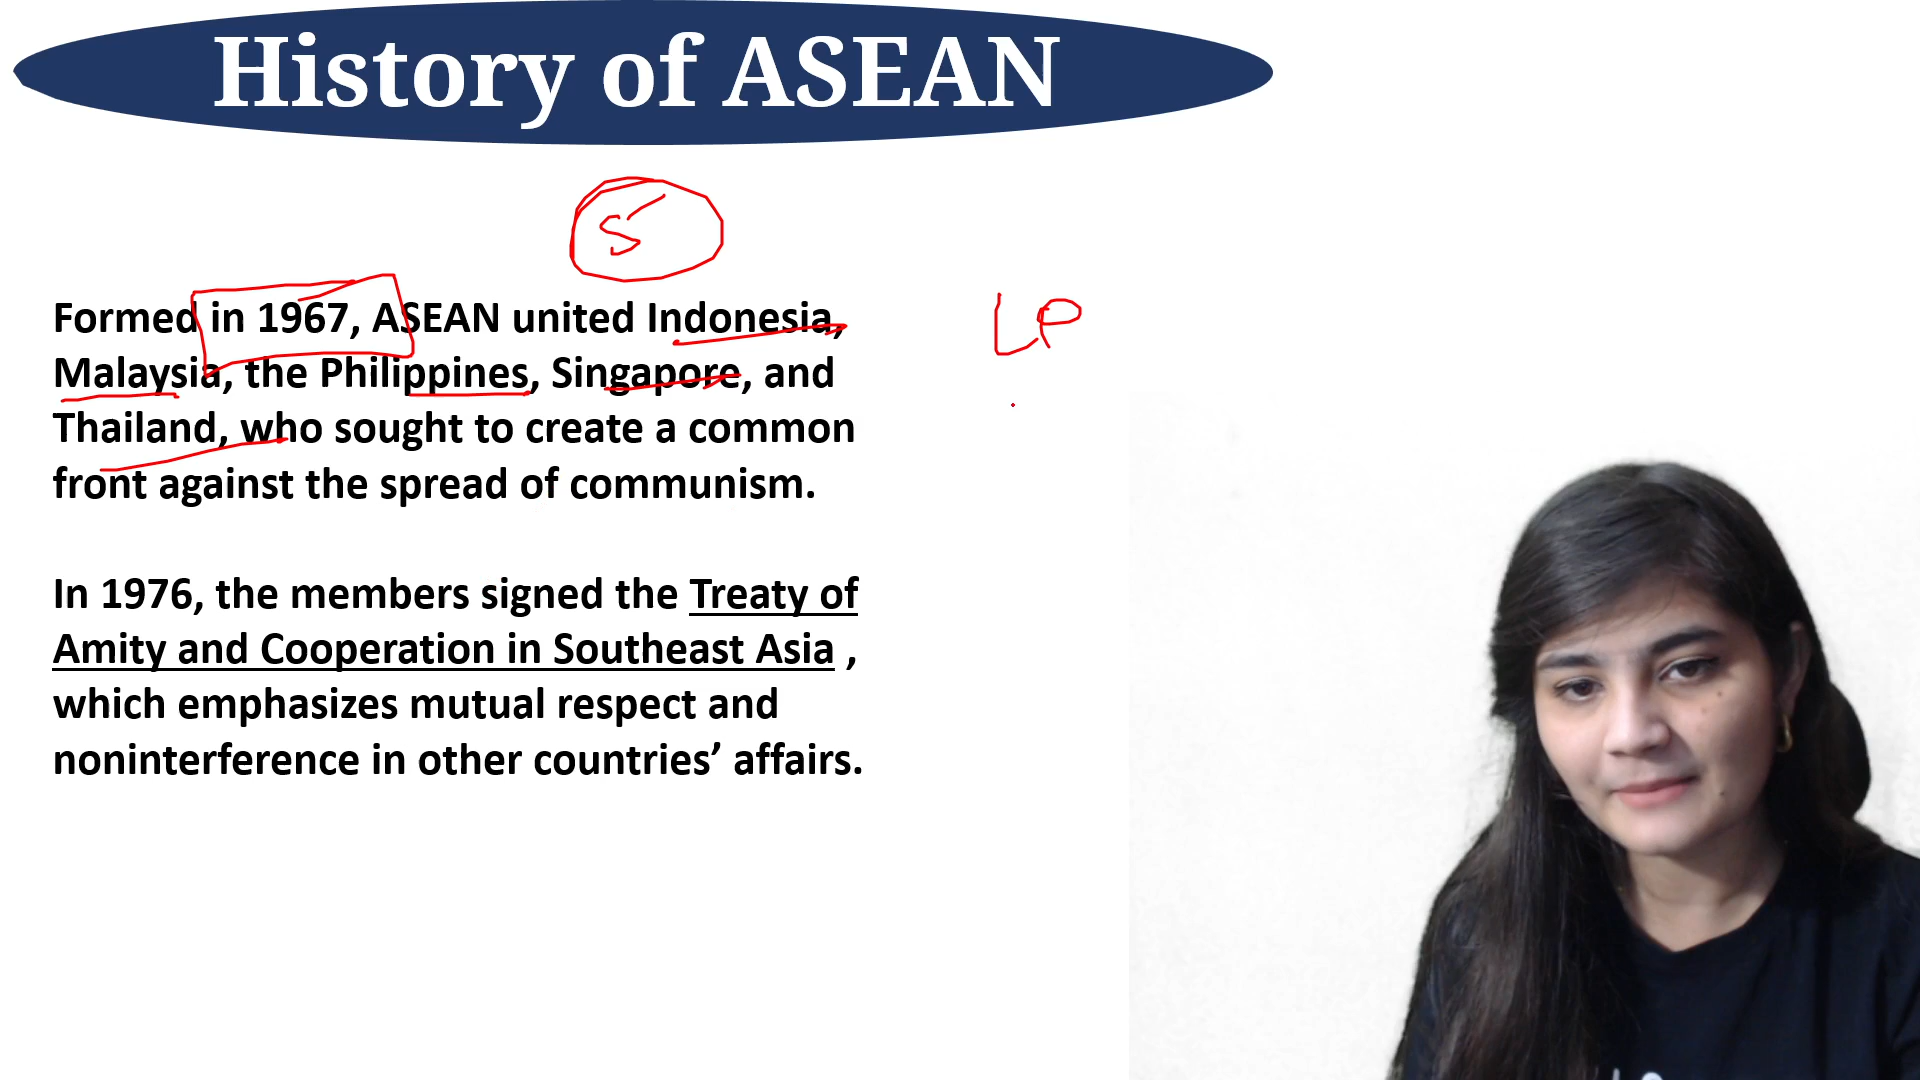 History of ASEAN
5
Formed in 1967, ASEAN united Indonesia,
Malaysia, the Philippines, Singapore, and
Thailand, who sought to create a common
front against the spread of communism.
LP
In 1976, the members signed the Treaty of
Amity and Cooperation in Southeast Asia ,
which emphasizes mutual respect and
noninterference in other countries’ affairs.